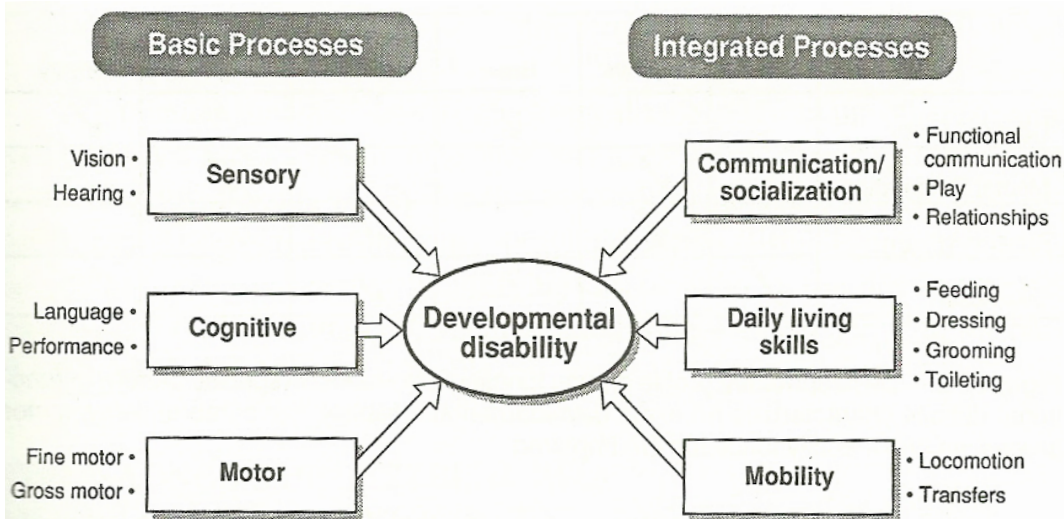 Basic Processes
Integrated Processes
Vision •
Hearing •
Sensory
Communication/
socialization
• Functional
communication
• Play
• Relationships
Language •
Performance •
Cognitive
Developmental
disability
Daily living
skills
• Feeding
• Dressing
• Grooming
• Toileting
Fine motor •
Gross motor •
Motor
Mobility
• Locomotion
• Transfers